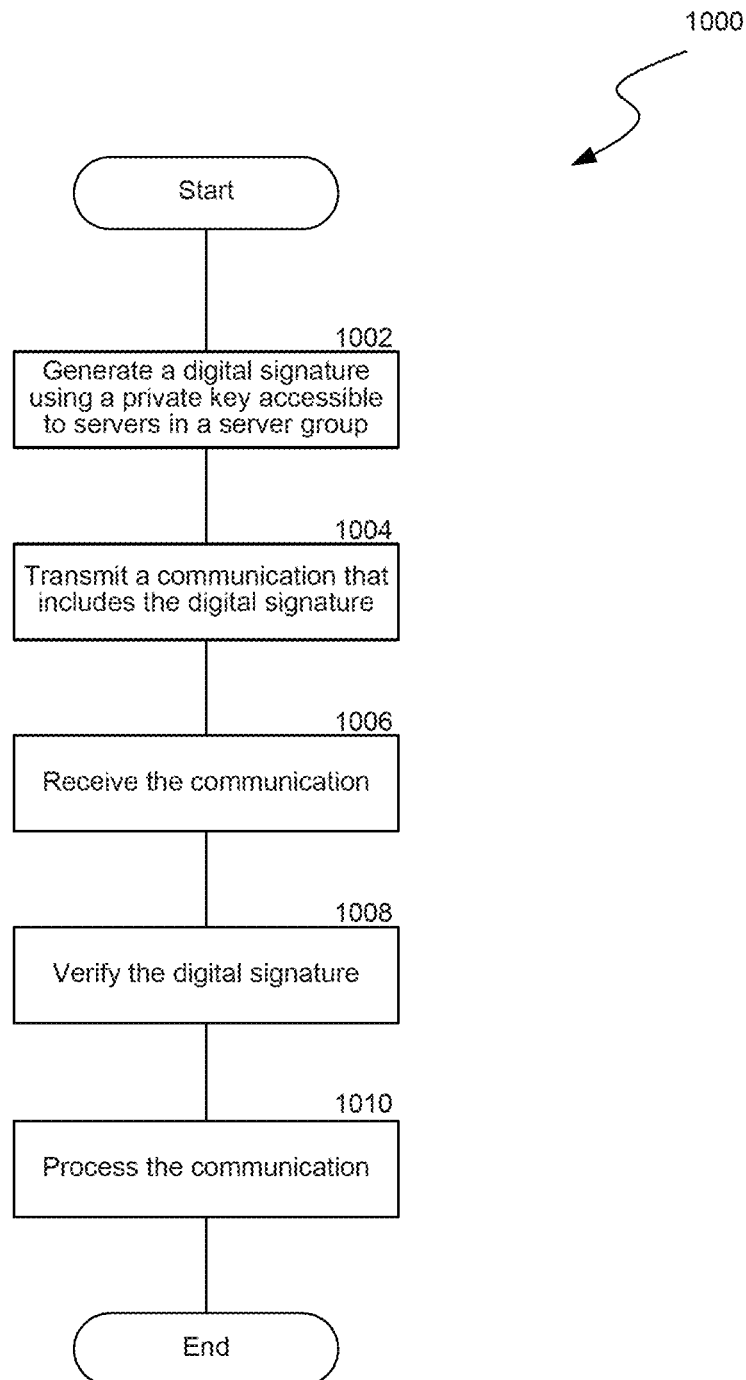 1000
Start
1002
Generate a digital signature
using a private key accessible
to servers in a server group
1004
Transmit a communication that
includes the digital signature
1006
Receive the communication
1008
Verify the digital signature
1010
Process the communication
End